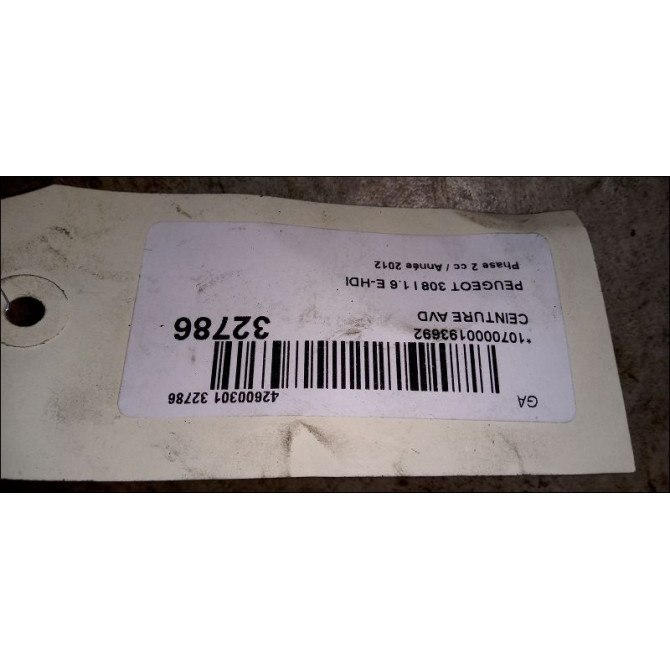 GA
42600301 32786
*1070000193692
CEINTURE AVD
32786
PEUGEOT 308 I 1.6 E-HDI
Phase 2 cc / Année 2012